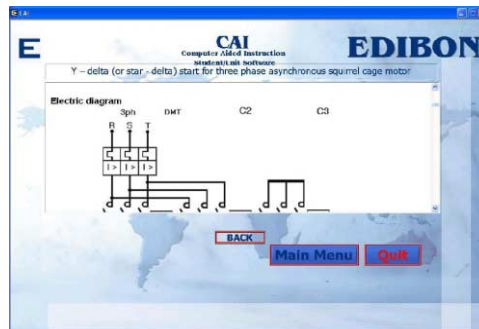 CAI
E
CAI
Computer Aided Instruction
Student/Unit Software
EDIBON
Y - delta (or star - delta) start for three phase asynchronous squirrel cage motor
Electric diagram
3ph DMT C2 C3
R S T
I > I > I >
BACK
Main Menu Quit